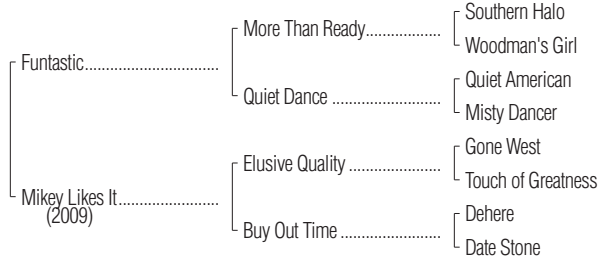 Southern Halo
More Than Ready....................
Woodman's Girl
Funtastic...................................
Quiet American
Quiet Dance ............................
Misty Dancer
Gone West
Elusive Quality ........................
Touch of Greatness
Mikey Likes It..........................
(2009)
Dehere
Buy Out Time ..........................
Date Stone